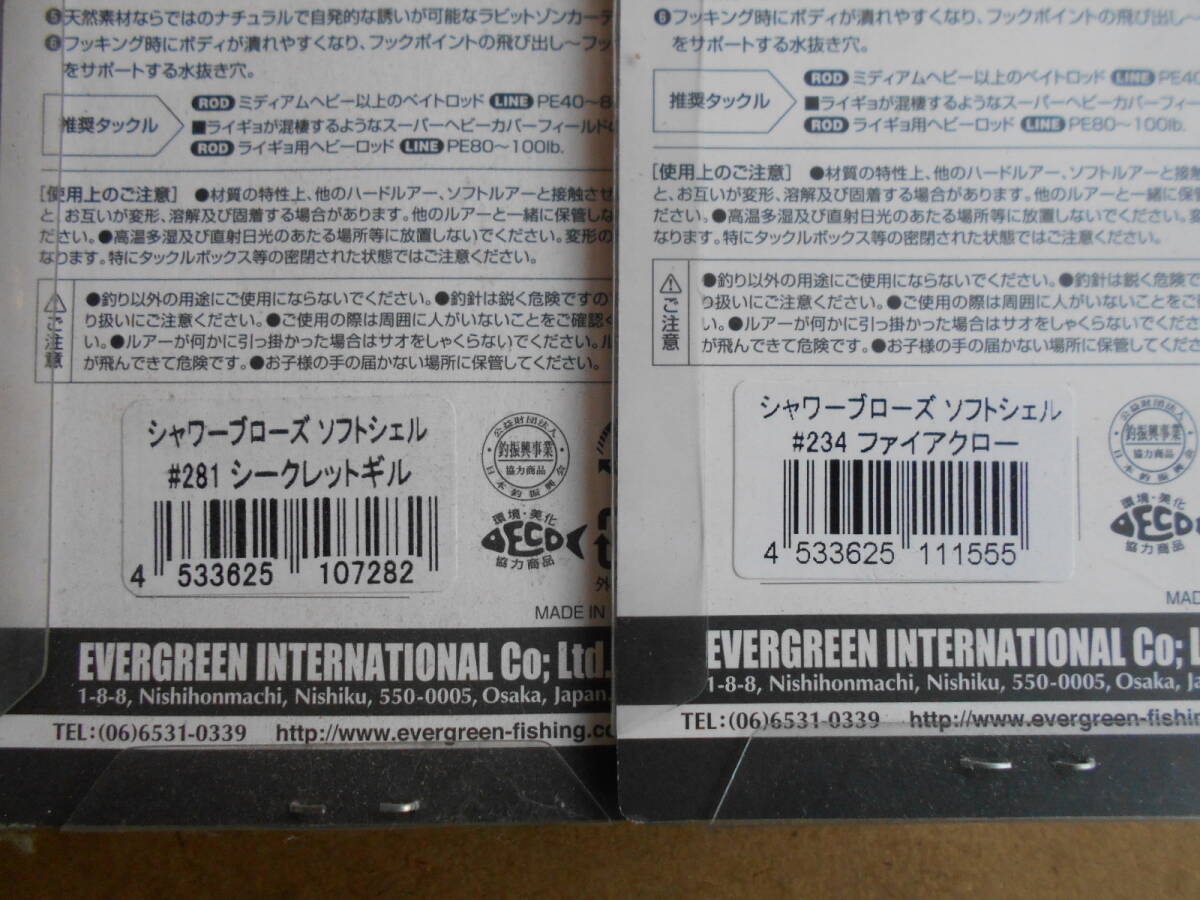 ❺天然素材ならではのナチュラルで自発的な誘いが可能なラビットゾンカーテ
❻フッキング時にボディが潰れやすくなり、フックポイントの飛び出し〜フッ
をサポートする水抜き穴。
推奨タックル
ROD ミディアムヘビー以上のベイトロッド LINE PE40〜8
■ライギョが混棲するようなスーパーヘビーカバーフィールド
ROD ライギョ用ヘビーロッド LINE PE80〜100lb.
[使用上のご注意] ●材質の特性上、他のハードルアー、ソフトルアーと接触させ
と、お互いが変形、溶解及び固着する場合があります。他のルアーと一緒に保管しな
ださい。●高温多湿及び直射日光のあたる場所等に放置しないでください。変形の
なります。特にタックルボックス等の密閉された状態ではご注意ください。
ご注意
●釣り以外の用途にご使用にならないでください。●釣針は鋭く危険ですの
り扱いにご注意ください。●ご使用の際は周囲に人がいないことをご確認く
い。●ルアーが何かに引っ掛かった場合はサオをしゃくらないでください。ル
が飛んできて危険です。●お子様の手の届かない場所に保管してください。
シャワーブローズ ソフトシェル
#281 シークレットギル
4 533625 107282
公益財団法人
釣振興事業
協力商品
日本釣振興会
環境・美化
ECO
協力商品
外
MADE IN
EVERGREEN INTERNATIONAL Co; Ltd.
1-8-8, Nishihonmachi, Nishiku, 550-0005, Osaka, Japan.
TEL:(06)6531-0339 http://www.evergreen-fishing.co
❻フッキング時にボディが潰れやすくなり、フックポイントの飛び出し〜
をサポートする水抜き穴。
推奨タックル
ROD ミディアムヘビー以上のベイトロッド LINE PE40
■ライギョが混棲するようなスーパーヘビーカバーフィー
ROD ライギョ用ヘビーロッド LINE PE80〜100lb.
[使用上のご注意] ●材質の特性上、他のハードルアー、ソフトルアーと接触
と、お互いが変形、溶解及び固着する場合があります。他のルアーと一緒に保管
ださい。●高温多湿及び直射日光のあたる場所等に放置しないでください。変
なります。特にタックルボックス等の密閉された状態ではご注意ください。
ご注意
●釣り以外の用途にご使用にならないでください。●釣針は鋭く危険で
り扱いにご注意ください。●ご使用の際は周囲に人がいないことをご
い。●ルアーが何かに引っ掛かった場合はサオをしゃくらないでくださ
が飛んできて危険です。●お子様の手の届かない場所に保管してくださ
シャワーブローズ ソフトシェル
#234 ファイアクロー
4 533625 111555
公益財団法人
釣振興事業
協力商品
日本釣振興会
環境・美化
ECO
協力商品
MAD
EVERGREEN INTERNATIONAL Co; L
1-8-8, Nishihonmachi, Nishiku, 550-0005, Osaka, Ja
TEL:(06)6531-0339 http://www.evergreen-fishin